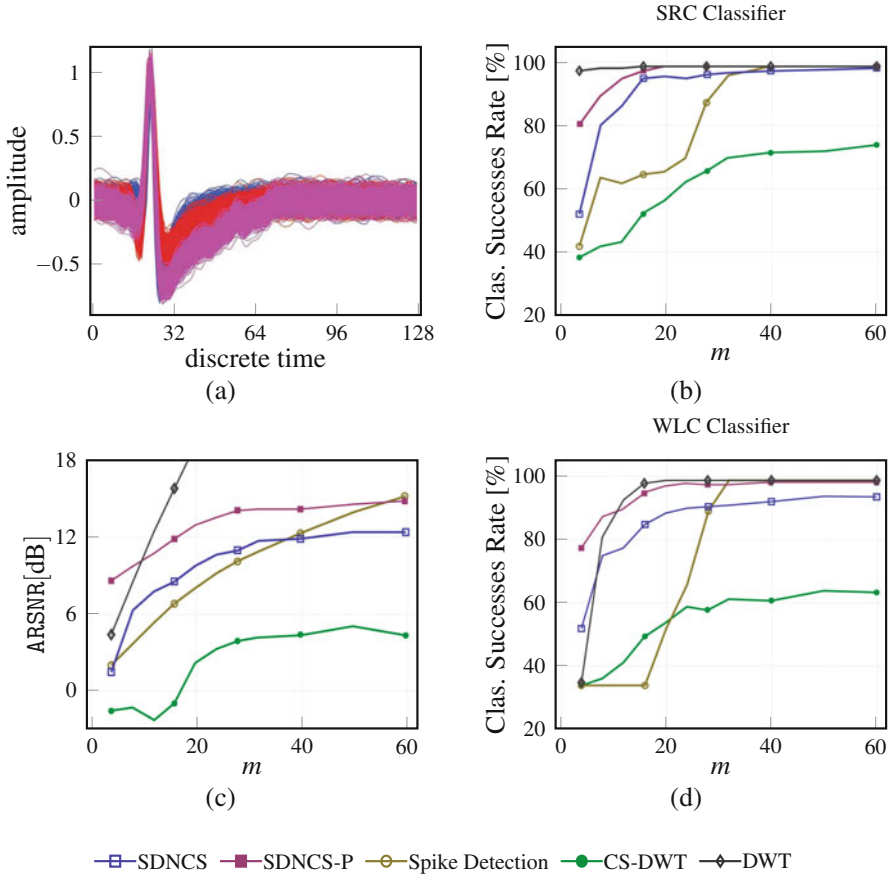 SRC Classifier
1
0.5
0
−0.5
amplitude
0 32 64 96 128
discrete time
(a)
100
80
60
40
20
Clas. Successes Rate [%]
0 20 40 60
m
(b)
18
12
6
0
ARSNR[dB]
0 20 40 60
m
(c)
WLC Classifier
100
80
60
40
20
Clas. Successes Rate [%]
0 20 40 60
m
(d)
SDNCS SDNCS-P Spike Detection CS-DWT DWT